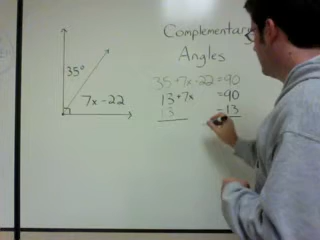 Complementary
Angles
35°
7x-22
35+7x-22=90
13+7x =90
13 -13